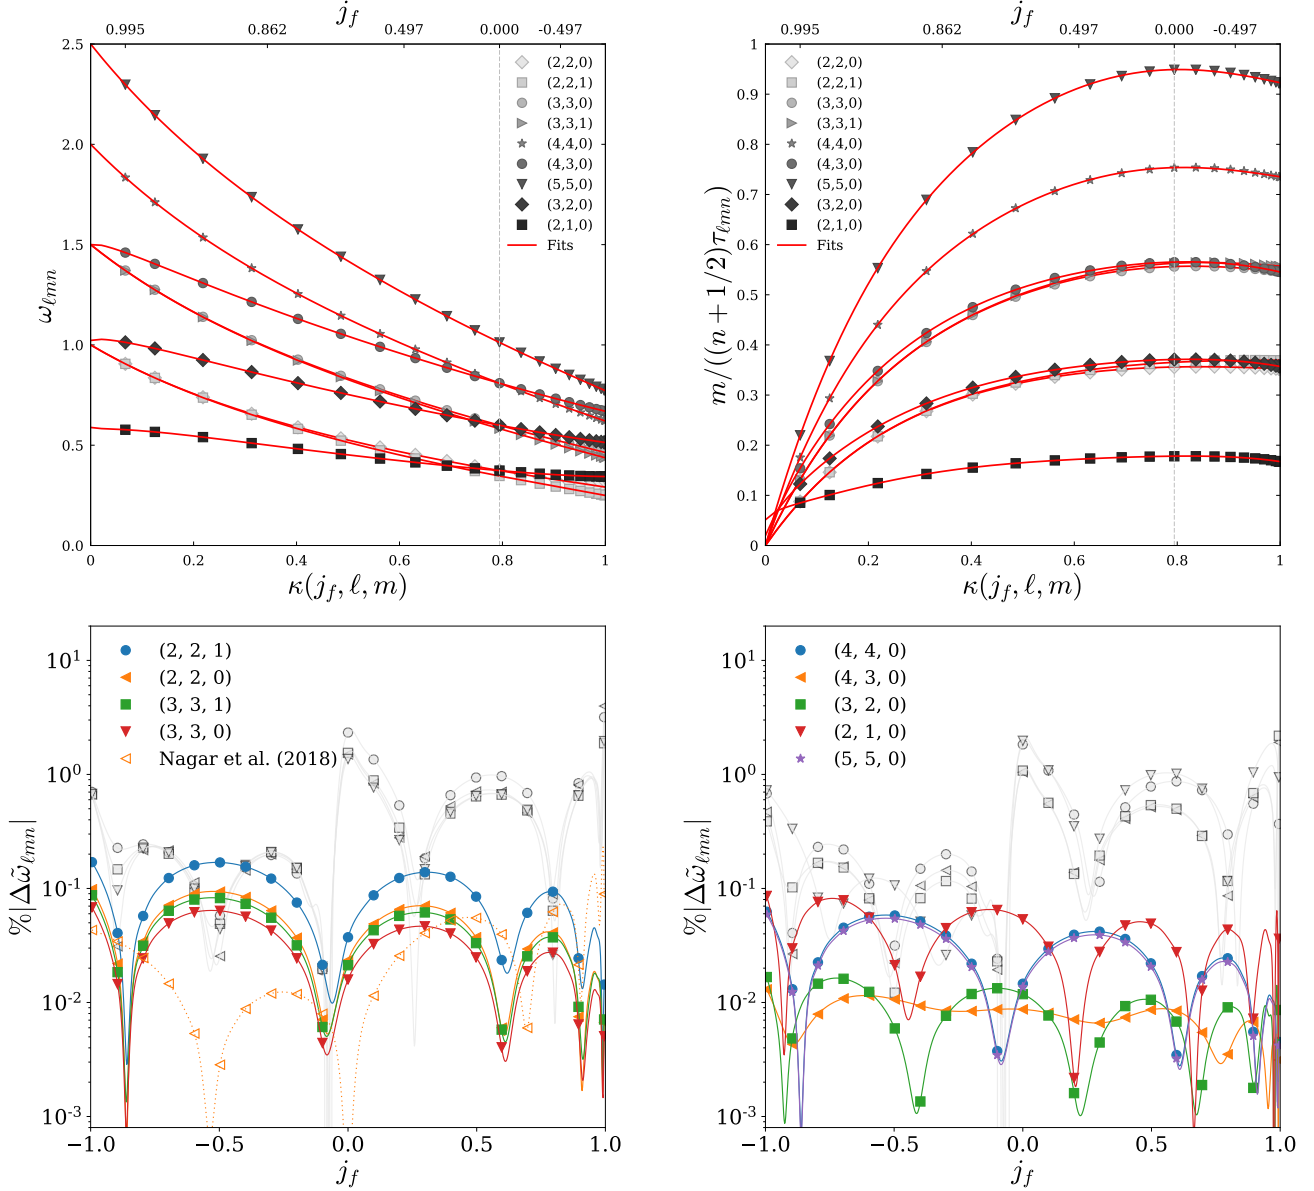 j_f
0.995 0.862 0.497 0.000 -0.497
2.5
2.0
1.5
1.0
0.5
0.0
ω_{ℓmn}
(2,2,0)
(2,2,1)
(3,3,0)
(3,3,1)
(4,4,0)
(4,3,0)
(5,5,0)
(3,2,0)
(2,1,0)
Fits
0 0.2 0.4 0.6 0.8 1
κ(j_f, ℓ, m)
j_f
0.995 0.862 0.497 0.000 -0.497
1
0.9
0.8
0.7
0.6
0.5
0.4
0.3
0.2
0.1
0
m/((n + 1/2)τ_{ℓmn}
(2,2,0)
(2,2,1)
(3,3,0)
(3,3,1)
(4,4,0)
(4,3,0)
(5,5,0)
(3,2,0)
(2,1,0)
Fits
0 0.2 0.4 0.6 0.8 1
κ(j_f, ℓ, m)
10^1
10^0
10^{−1}
10^{−2}
10^{−3}
%|Δω̃_{ℓmn}|
(2, 2, 1)
(2, 2, 0)
(3, 3, 1)
(3, 3, 0)
Nagar et al. (2018)
−1.0 −0.5 0.0 0.5 1.0
j_f
10^1
10^0
10^{−1}
10^{−2}
10^{−3}
%|Δω̃_{ℓmn}|
(4, 4, 0)
(4, 3, 0)
(3, 2, 0)
(2, 1, 0)
(5, 5, 0)
−1.0 −0.5 0.0 0.5 1.0
j_f